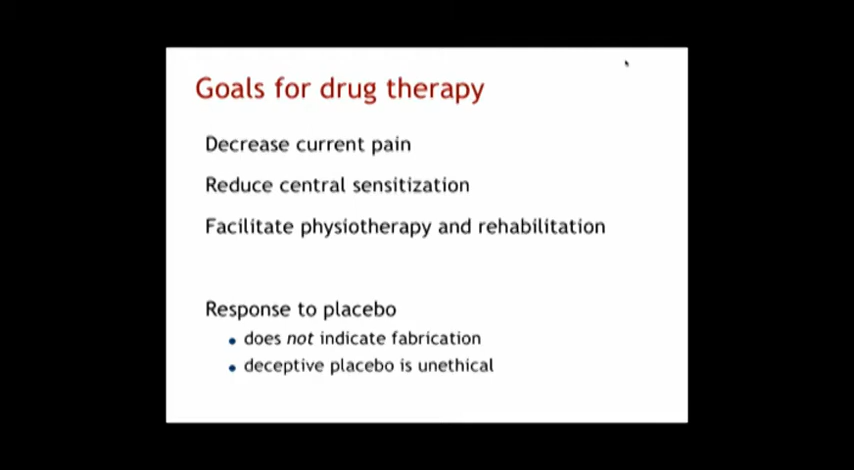 Goals for drug therapy
Decrease current pain
Reduce central sensitization
Facilitate physiotherapy and rehabilitation
Response to placebo
• does not indicate fabrication
• deceptive placebo is unethical